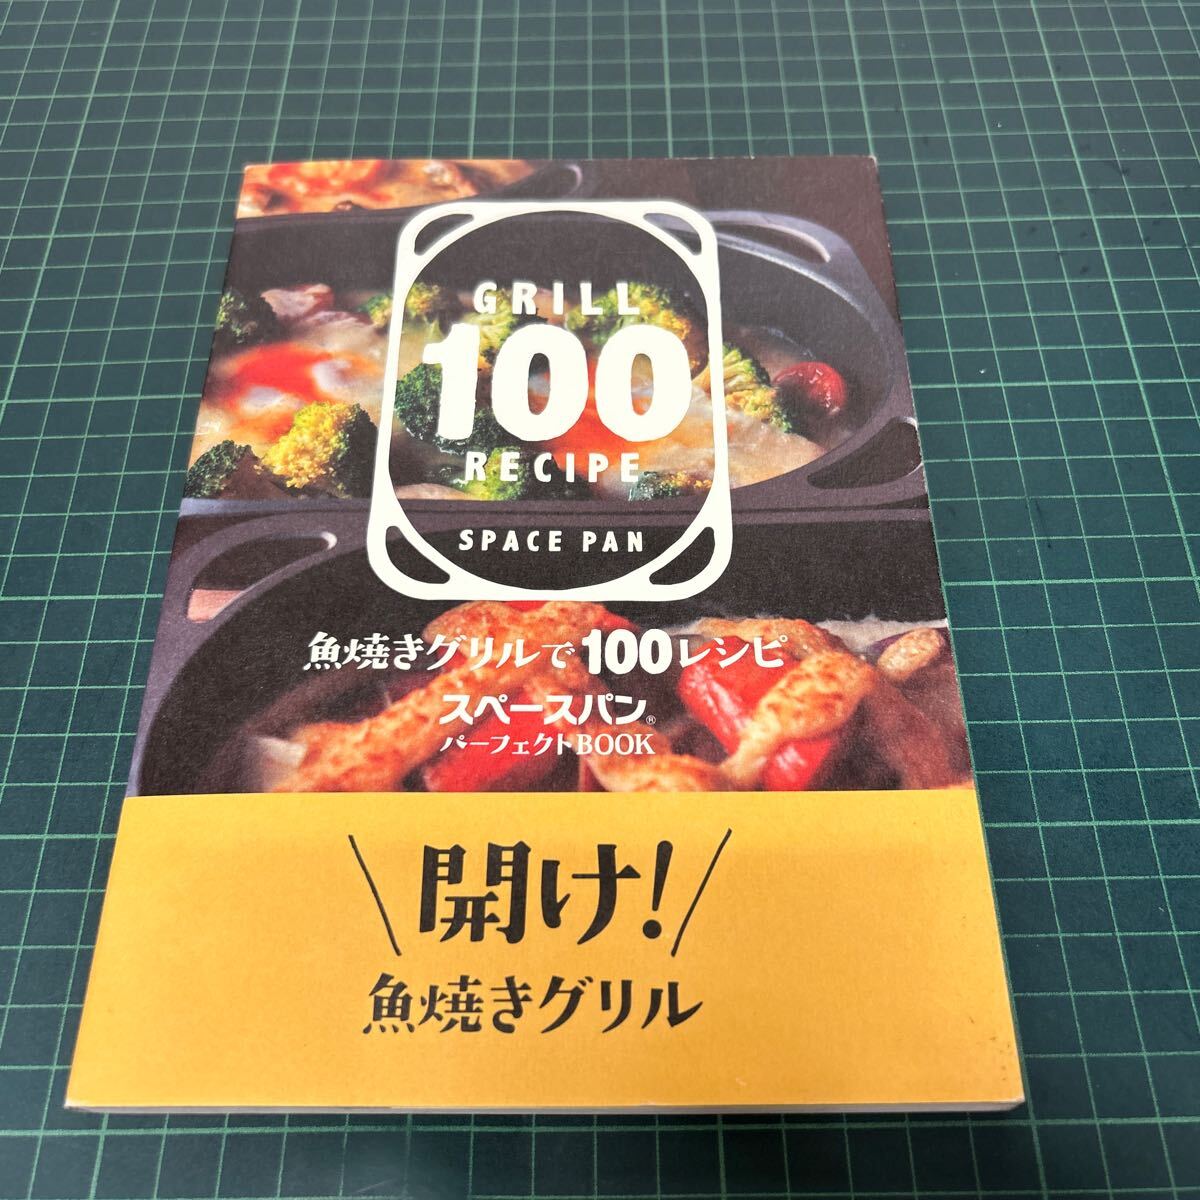 GRILL
100
RECIPE
SPACE PAN
魚焼きグリルで100レシピ
スペースパン®
パーフェクトBOOK
開け!
魚焼きグリル